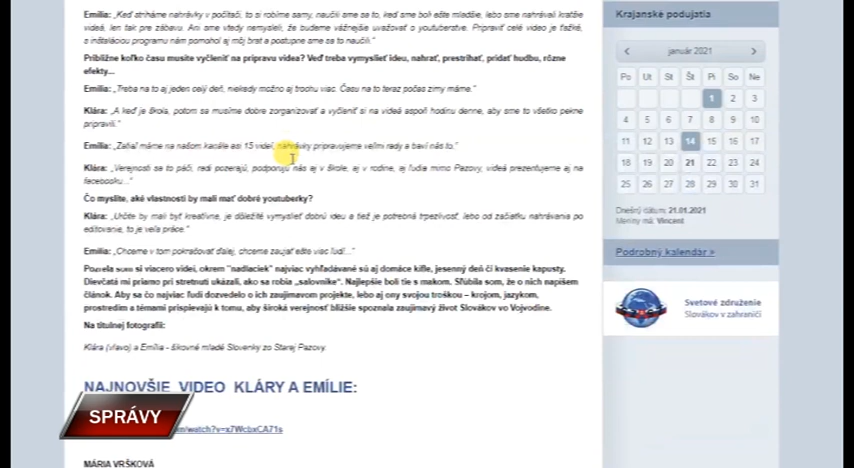 Emília: „Keď striháme nahrávky v počítači, to si robíme samy, naučili sme sa to, keď sme boli ešte mladšie, lebo sme nahrávali kratšie
videá, len tak pre zábavu. Ani sme vtedy nemysleli, že budeme vážnejšie uvažovať o youtuberstve. Pripraviť celé video je ťažké,
s inštaláciou programu nám pomohol aj môj brat a postupne sme sa to naučili.“
Približne koľko času musíte vyčleniť na prípravu videa? Veď treba vymyslieť ideu, nahrať, prestrihať, pridať hudbu, rôzne
efekty...
Emília: „Treba na to aj jeden celý deň, niekedy možno aj trochu viac. Času na to teraz počas zimy máme.“
Klára: „A keď je škola, potom sa musíme dobre zorganizovať a vyčleniť si na videá aspoň hodinu denne, aby sme to všetko pekne
pripravili.“
Emília: „Zatiaľ máme na našom kanále asi 15 videí, nahrávky pripravujeme veľmi rady a baví nás to.“
Klára: „Verejnosti sa to páči, radi pozerajú, podporujú nás aj v škole, aj v rodine, aj ľudia mimo Pazovy, videá prezentujeme aj na
facebooku...“
Čo myslíte, aké vlastnosti by mali mať dobré youtuberky?
Klára: „Určite by mali byť kreatívne, je dôležité vymyslieť dobrú ideu a tiež je potrebná trpezlivosť, lebo od začiatku nahrávania po
editovanie, to je veľa práce.“
Emília: „Chceme v tom pokračovať ďalej, chceme zaujať ešte viac ľudí...“
Pozrela som si viacero videí, okrem "nadlaciek" najviac vyhľadávané sú aj domáce kifle, jesenný deň či kvasenie kapusty.
Dievčatá mi priamo pri stretnutí ukázali, ako sa robia „salovníke“. Najlepšie boli tie s makom. Sľúbila som, že o nich napíšem
článok. Aby sa čo najviac ľudí dozvedelo o ich zaujímavom projekte, lebo aj ony svojou troškou – krojom, jazykom,
prostredím a témami prispievajú k tomu, aby široká verejnosť bližšie spoznala zaujímavý život Slovákov vo Vojvodine.
Na titulnej fotografii:
Klára (vľavo) a Emília - šikovné mladé Slovenky zo Starej Pazovy.
NAJNOVŠIE VIDEO KLÁRY A EMÍLIE:
m/watch?v=x7WcbxCA71s
MÁRIA VRŠKOVÁ
SPRÁVY
Krajanské podujatia
január 2021
Po Ut St Št Pi So Ne
1 2 3
4 5 6 7 8 9 10
11 12 13 14 15 16 17
18 19 20 21 22 23 24
25 26 27 28 29 30 31
Dnešný dátum: 21.01.2021
Meniny má: Vincent
Podrobný kalendár »
Svetové združenie
Slovákov v zahraničí